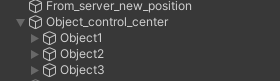 From_server_new_position
Object_control_center
Object1
Object2
Object3